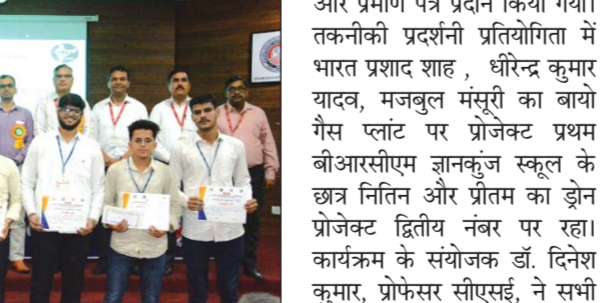 और प्रमाण पत्र प्रदान किया गया।
तकनीकी प्रदर्शनी प्रतियोगिता में
भारत प्रशाद शाह , धीरेन्द्र कुमार
यादव, मजबुल मंसूरी का बायो
गैस प्लांट पर प्रोजेक्ट प्रथम
बीआरसीएम ज्ञानकुंज स्कूल के
छात्र नितिन और प्रीतम का ड्रोन
प्रोजेक्ट द्वितीय नंबर पर रहा।
कार्यक्रम के संयोजक डॉ. दिनेश
कुमार, प्रोफेसर सीएसई, ने सभी